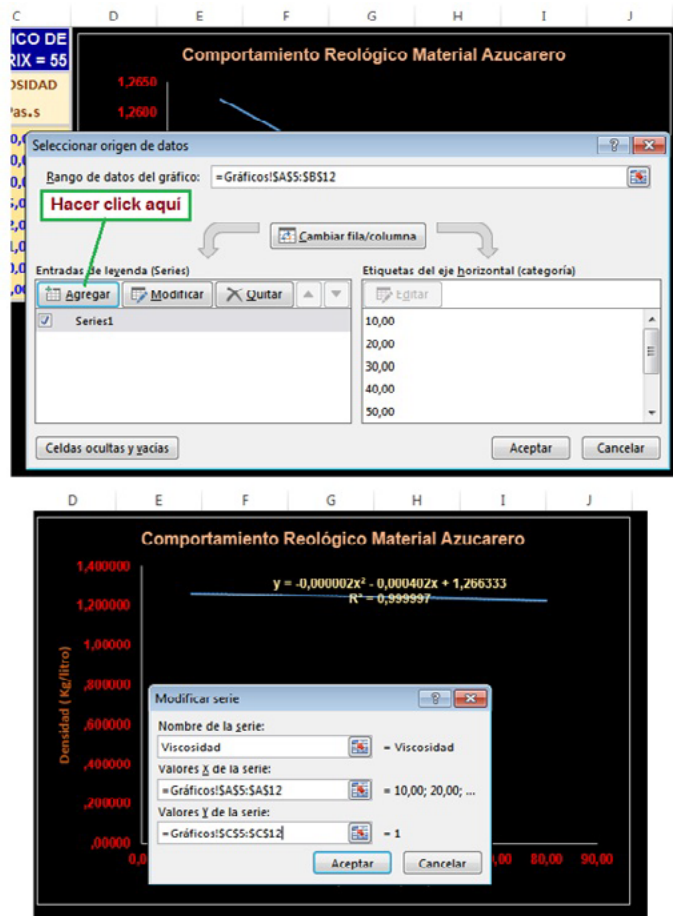 C D E F G H I J
ICO DE
RIX = 55
OSIDAD
Pas.s
Comportamiento Reológico Material Azucarero
1,2650
1,2600
Seleccionar origen de datos
Rango de datos del gráfico: =Gráficos!$A$5:$B$12
Hacer click aquí
Cambiar fila/columna
Entradas de leyenda (Series)
Agregar Modificar Quitar
Series1
Etiquetas del eje horizontal (categoría)
Editar
10,00
20,00
30,00
40,00
50,00
Celdas ocultas y vacías
Aceptar Cancelar
D E F G H I J
Comportamiento Reológico Material Azucarero
1,400000
1,200000
1,00000
,800000
,600000
,400000
,200000
,00000
Densidad (Kg/litro)
y = -0,000002x² - 0,000402x + 1,266333
R² = 0,999997
Modificar serie
Nombre de la serie:
Viscosidad = Viscosidad
Valores X de la serie:
=Gráficos!$A$5:$A$12 = 10,00; 20,00; ...
Valores Y de la serie:
=Gráficos!$C$5:$C$12 = 1
Aceptar Cancelar
0,0 ,00 80,00 90,00